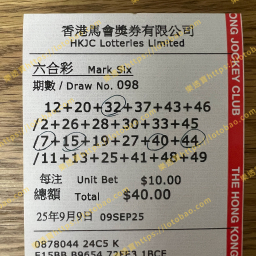 香港馬會獎券有限公司
HKJC Lotteries Limited
六合彩 Mark Six
期數 / Draw No. 098
12+20+32+37+43+46
/2+26+28+30+33+45
/7+15+19+27+40+44
/11+13+25+41+48+49
每注 Unit Bet $10.00
總額 Total $40.00
25年9月9日 09SEP25
0878044 24C5 K
NG JOCKEY CLUB
THE HONG KONG